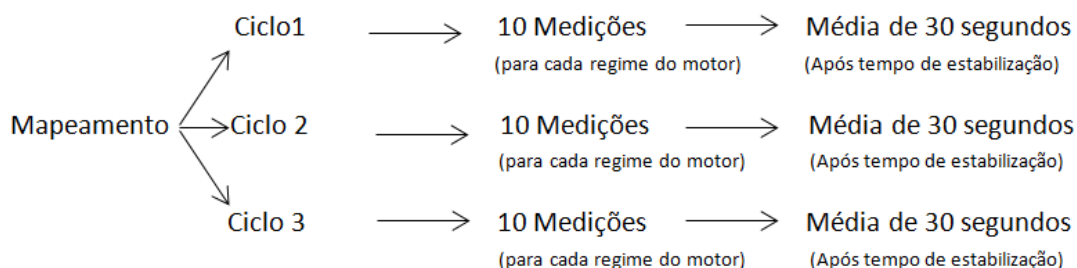 Ciclo1
10 Medições
Média de 30 segundos
(para cada regime do motor)
(Após tempo de estabilização)
Mapeamento
Ciclo 2
10 Medições
Média de 30 segundos
(para cada regime do motor)
(Após tempo de estabilização)
Ciclo 3
10 Medições
Média de 30 segundos
(para cada regime do motor)
(Após tempo de estabilização)